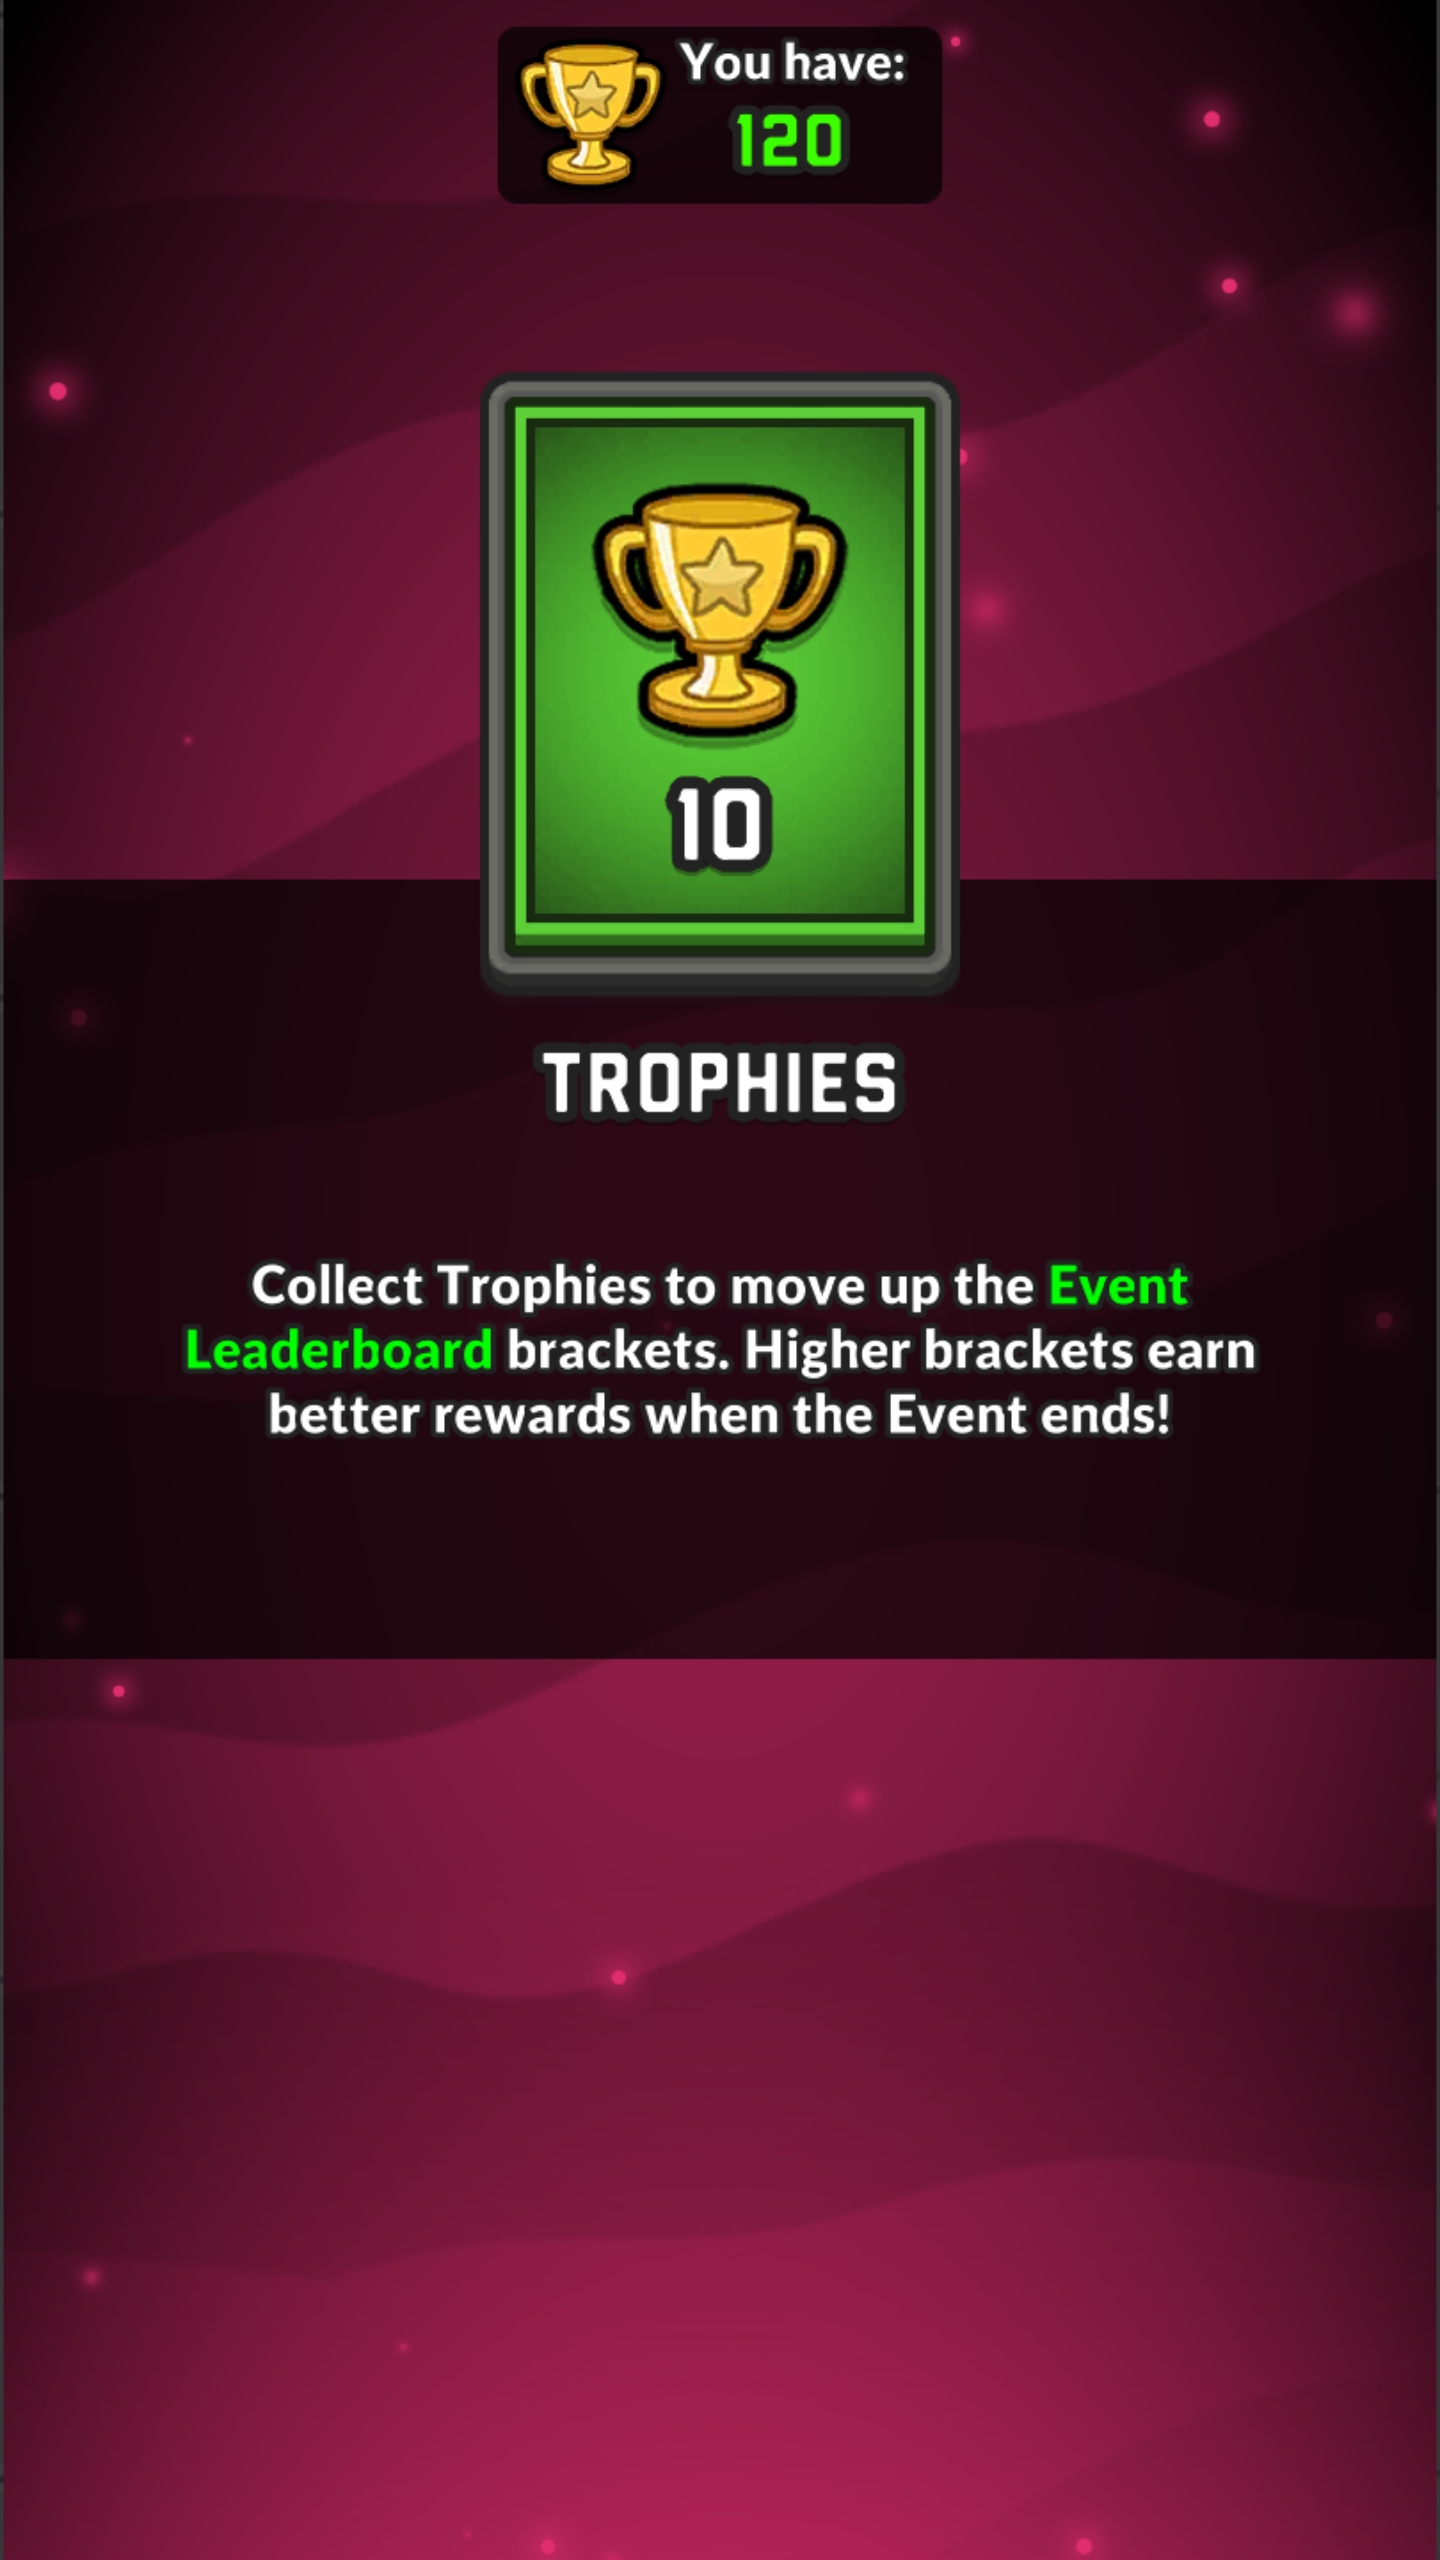 You have:
120
10
TROPHIES
Collect Trophies to move up the Event
Leaderboard brackets. Higher brackets earn
better rewards when the Event ends!